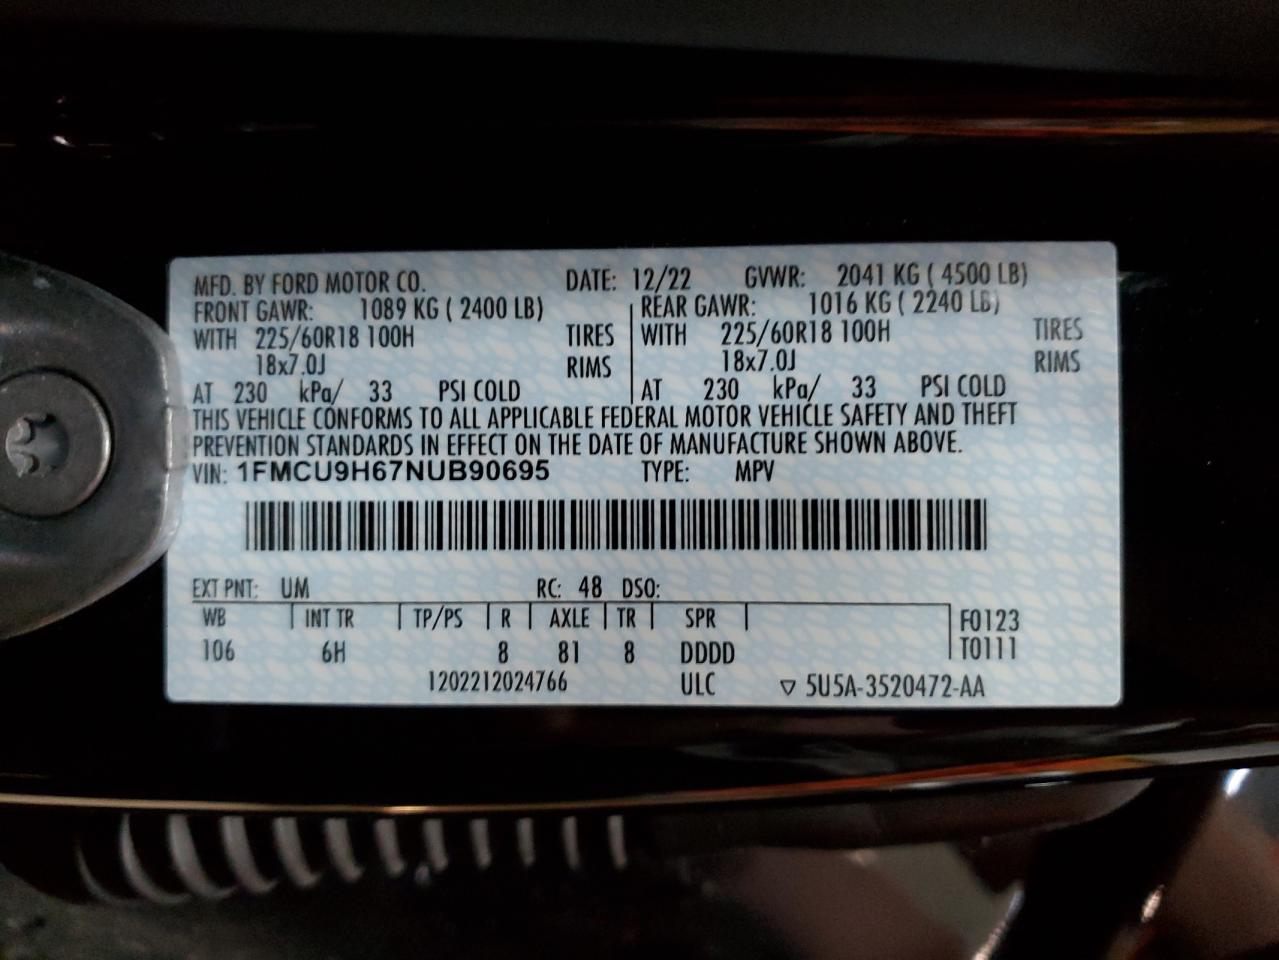 MFD. BY FORD MOTOR CO. DATE: 12/22 GVWR: 2041 KG ( 4500 LB)
FRONT GAWR: 1089 KG ( 2400 LB) REAR GAWR: 1016 KG ( 2240 LB)
WITH 225/60R18 100H TIRES WITH 225/60R18 100H TIRES
18x7.0J RIMS 18x7.0J RIMS
AT 230 kPa/ 33 PSI COLD AT 230 kPa/ 33 PSI COLD
THIS VEHICLE CONFORMS TO ALL APPLICABLE FEDERAL MOTOR VEHICLE SAFETY AND THEFT
PREVENTION STANDARDS IN EFFECT ON THE DATE OF MANUFACTURE SHOWN ABOVE.
VIN: 1FMCU9H67NUB90695 TYPE: MPV
EXT PNT: UM RC: 48 DSO:
WB INT TR TP/PS R AXLE TR SPR F0123
106 6H 8 81 8 DDDD T0111
1202212024766 ULC ▽ 5U5A-3520472-AA